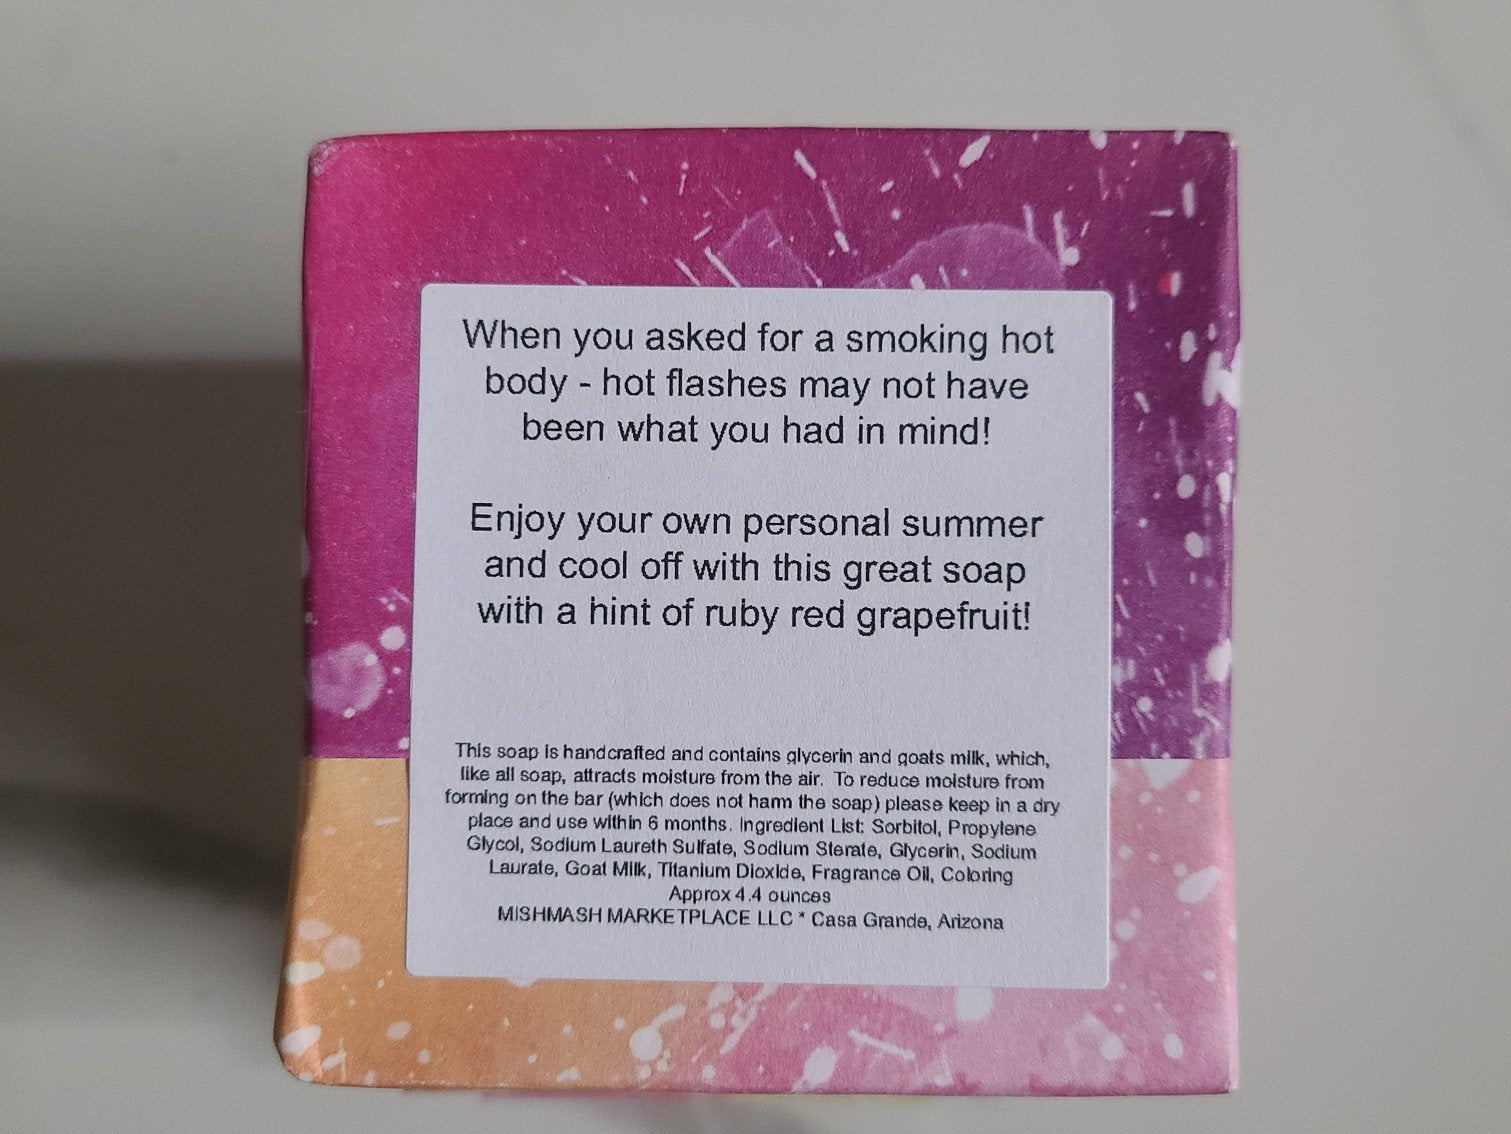 When you asked for a smoking hot
body - hot flashes may not have
been what you had in mind!
Enjoy your own personal summer
and cool off with this great soap
with a hint of ruby red grapefruit!
This soap is handcrafted and contains glycerin and goats milk, which,
like all soap, attracts moisture from the air. To reduce moisture from
forming on the bar (which does not harm the soap) please keep in a dry
place and use within 6 months. Ingredient List: Sorbitol, Propylene
Glycol, Sodium Laureth Sulfate, Sodium Sterate, Glycerin, Sodium
Laurate, Goat Milk, Titanium Dioxide, Fragrance Oil, Coloring
Approx 4.4 ounces
MISHMASH MARKETPLACE LLC * Casa Grande, Arizona